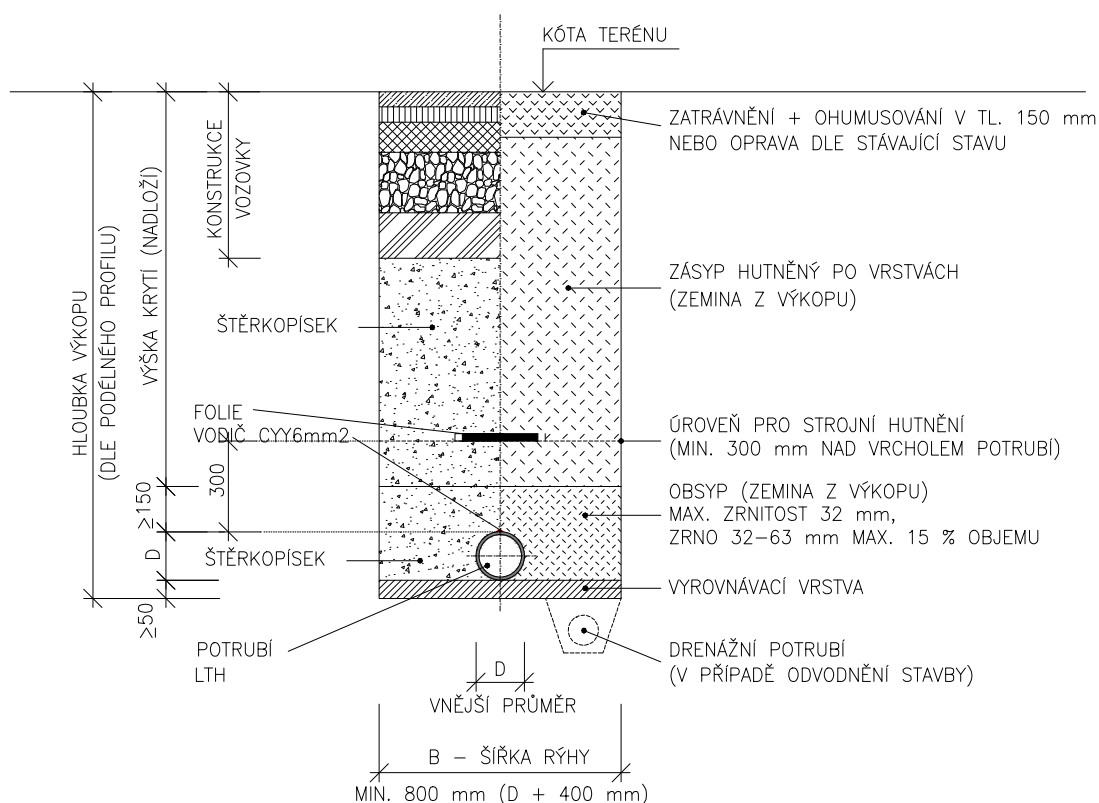 KÓTA TERÉNU
ZATRÁVNĚNÍ + OHUMUSOVÁNÍ V TL. 150 mm
NEBO OPRAVA DLE STÁVAJÍCÍ STAVU
KONSTRUKCE
VOZOVKY
HLOUBKA VÝKOPU
(DLE PODÉLNÉHO PROFILU)
VÝŠKA KRYTÍ (NADLOŽÍ)
ZÁSYP HUTNĚNÝ PO VRSTVÁCH
(ZEMINA Z VÝKOPU)
ŠTĚRKOPÍSEK
FOLIE
VODIČ CYY6mm2
ÚROVEŇ PRO STROJNÍ HUTNĚNÍ
(MIN. 300 mm NAD VRCHOLEM POTRUBÍ)
300
≥150
D
≥50
OBSYP (ZEMINA Z VÝKOPU)
MAX. ZRNITOST 32 mm,
ZRNO 32-63 mm MAX. 15 % OBJEMU
ŠTĚRKOPÍSEK
VYROVNÁVACÍ VRSTVA
POTRUBÍ
LTH
DRENÁŽNÍ POTRUBÍ
(V PŘÍPADĚ ODVODNĚNÍ STAVBY)
D
VNĚJŠÍ PRŮMĚR
B - ŠÍŘKA RÝHY
MIN. 800 mm (D + 400 mm)